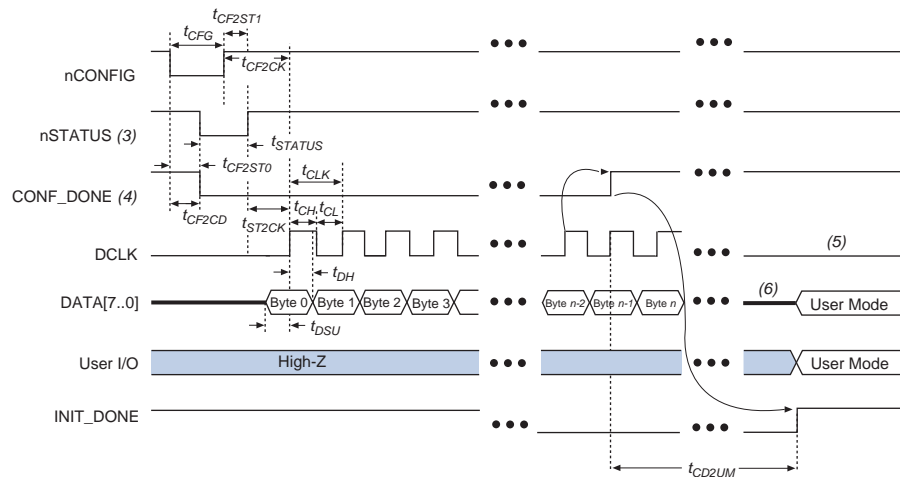 tCF2ST1
tCFG
tCF2CK
nCONFIG
nSTATUS (3)
tSTATUS
tCF2ST0
tCLK
CONF_DONE (4)
tCF2CD
tST2CK
tCH
tCL
DCLK
(5)
tDH
DATA[7..0]
Byte 0
Byte 1
Byte 2
Byte 3
Byte n-2
Byte n-1
Byte n
(6)
User Mode
tDSU
User I/O
High-Z
User Mode
INIT_DONE
tCD2UM